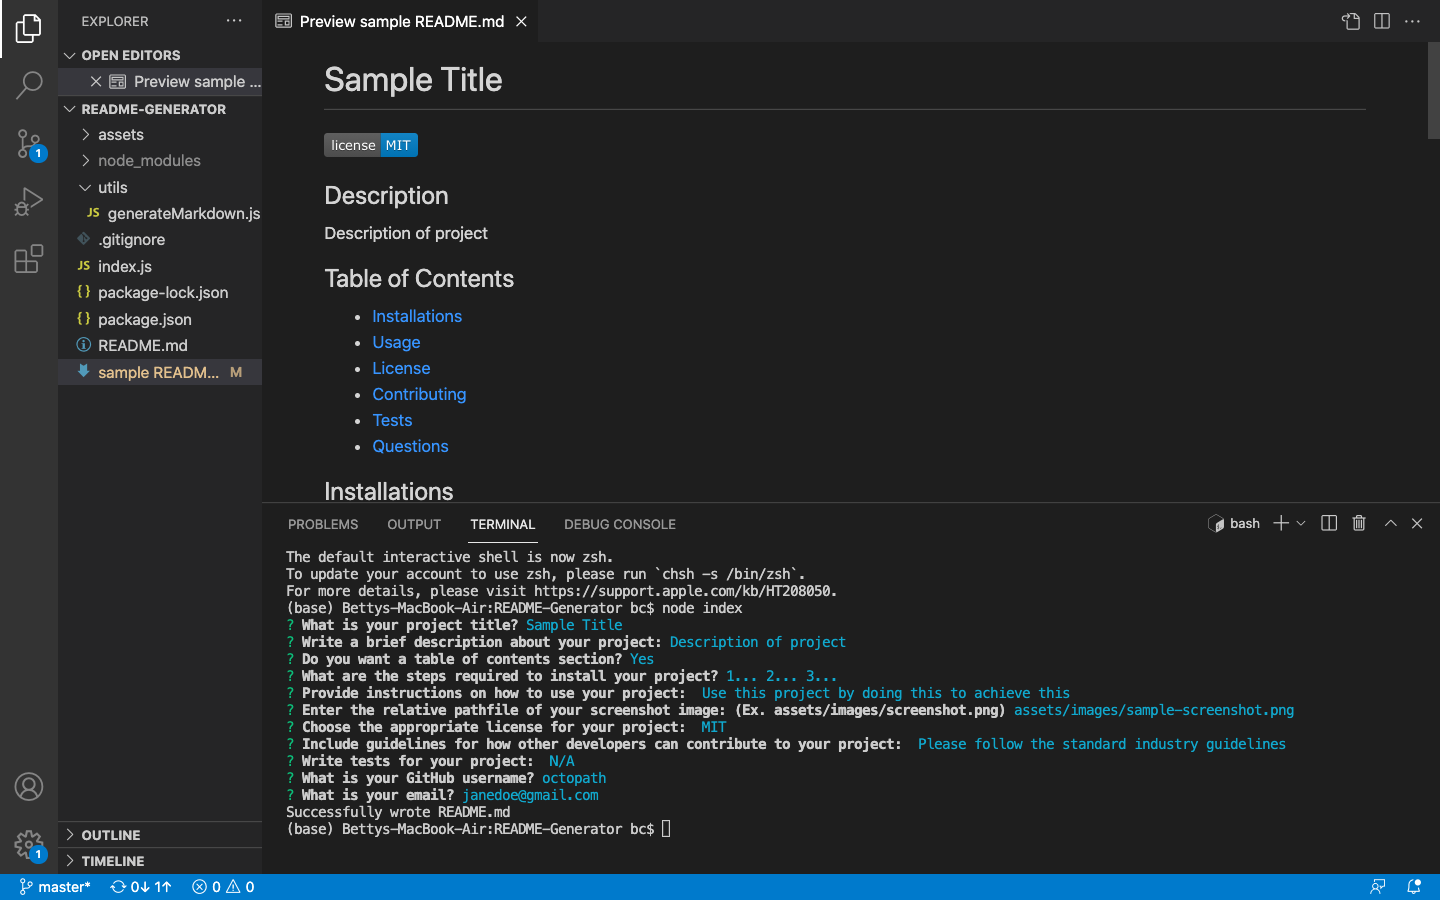 EXPLORER
OPEN EDITORS
Preview sample ...
README-GENERATOR
assets
node_modules
utils
JS generateMarkdown.js
.gitignore
JS index.js
{} package-lock.json
{} package.json
README.md
sample READM... M
OUTLINE
TIMELINE
1
1
Preview sample README.md
Sample Title
license MIT
Description
Description of project
Table of Contents
• Installations
• Usage
• License
• Contributing
• Tests
• Questions
Installations
PROBLEMS OUTPUT TERMINAL DEBUG CONSOLE
bash
The default interactive shell is now zsh.
To update your account to use zsh, please run `chsh -s /bin/zsh`.
For more details, please visit https://support.apple.com/kb/HT208050.
(base) Bettys-MacBook-Air:README-Generator bc$ node index
? What is your project title? Sample Title
? Write a brief description about your project: Description of project
? Do you want a table of contents section? Yes
? What are the steps required to install your project? 1... 2... 3...
? Provide instructions on how to use your project:  Use this project by doing this to achieve this
? Enter the relative pathfile of your screenshot image: (Ex. assets/images/screenshot.png) assets/images/sample-screenshot.png
? Choose the appropriate license for your project:  MIT
? Include guidelines for how other developers can contribute to your project:  Please follow the standard industry guidelines
? Write tests for your project:  N/A
? What is your GitHub username? octopath
? What is your email? janedoe@gmail.com
Successfully wrote README.md
(base) Bettys-MacBook-Air:README-Generator bc$
master* 0↓ 1↑ 0 0